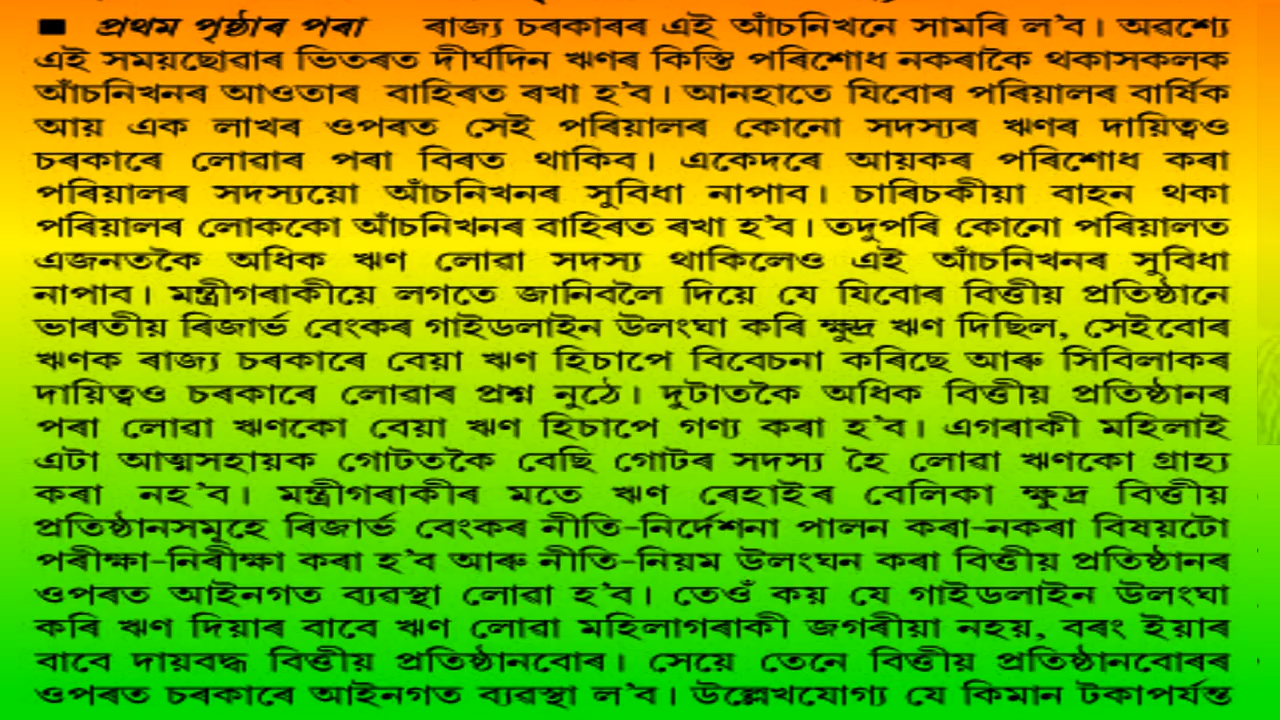 ■ প্ৰথম পৃষ্ঠাৰ পৰা ৰাজ্য চৰকাৰৰ এই আঁচনিখনে সামৰি ল'ব। অৱশ্যে
এই সময়ছোৱাৰ ভিতৰত দীৰ্ঘদিন ঋণৰ কিস্তি পৰিশোধ নকৰাকৈ থকাসকলক
আঁচনিখনৰ আওতাৰ বাহিৰত ৰখা হ'ব। আনহাতে যিবোৰ পৰিয়ালৰ বাৰ্ষিক
আয় এক লাখৰ ওপৰত সেই পৰিয়ালৰ কোনো সদস্যৰ ঋণৰ দায়িত্বও
চৰকাৰে লোৱাৰ পৰা বিৰত থাকিব। একেদৰে আয়কৰ পৰিশোধ কৰা
পৰিয়ালৰ সদস্যয়ো আঁচনিখনৰ সুবিধা নাপাব। চাৰিচকীয়া বাহন থকা
পৰিয়ালৰ লোককো আঁচনিখনৰ বাহিৰত ৰখা হ'ব। তদুপৰি কোনো পৰিয়ালত
এজনতকৈ অধিক ঋণ লোৱা সদস্য থাকিলেও এই আঁচনিখনৰ সুবিধা
নাপাব। মন্ত্ৰীগৰাকীয়ে লগতে জানিবলৈ দিয়ে যে যিবোৰ বিত্তীয় প্ৰতিষ্ঠানে
ভাৰতীয় ৰিজাৰ্ভ বেংকৰ গাইডলাইন উলংঘা কৰি ক্ষুদ্ৰ ঋণ দিছিল, সেইবোৰ
ঋণক ৰাজ্য চৰকাৰে বেয়া ঋণ হিচাপে বিবেচনা কৰিছে আৰু সিবিলাকৰ
দায়িত্বও চৰকাৰে লোৱাৰ প্ৰশ্ন নুঠে। দুটাতকৈ অধিক বিত্তীয় প্ৰতিষ্ঠানৰ
পৰা লোৱা ঋণকো বেয়া ঋণ হিচাপে গণ্য কৰা হ'ব। এগৰাকী মহিলাই
এটা আত্মসহায়ক গোটতকৈ বেছি গোটৰ সদস্য হৈ লোৱা ঋণকো গ্ৰাহ্য
কৰা নহ'ব। মন্ত্ৰীগৰাকীৰ মতে ঋণ ৰেহাইৰ বেলিকা ক্ষুদ্ৰ বিত্তীয়
প্ৰতিষ্ঠানসমূহে ৰিজাৰ্ভ বেংকৰ নীতি-নিৰ্দেশনা পালন কৰা-নকৰা বিষয়টো
পৰীক্ষা-নিৰীক্ষা কৰা হ'ব আৰু নীতি-নিয়ম উলংঘন কৰা বিত্তীয় প্ৰতিষ্ঠানৰ
ওপৰত আইনগত ব্যৱস্থা লোৱা হ'ব। তেওঁ কয় যে গাইডলাইন উলংঘা
কৰি ঋণ দিয়াৰ বাবে ঋণ লোৱা মহিলাগৰাকী জগৰীয়া নহয়, বৰং ইয়াৰ
বাবে দায়বদ্ধ বিত্তীয় প্ৰতিষ্ঠানবোৰ। সেয়ে তেনে বিত্তীয় প্ৰতিষ্ঠানবোৰৰ
ওপৰত চৰকাৰে আইনগত ব্যৱস্থা ল'ব। উল্লেখযোগ্য যে কিমান টকাপৰ্যন্ত